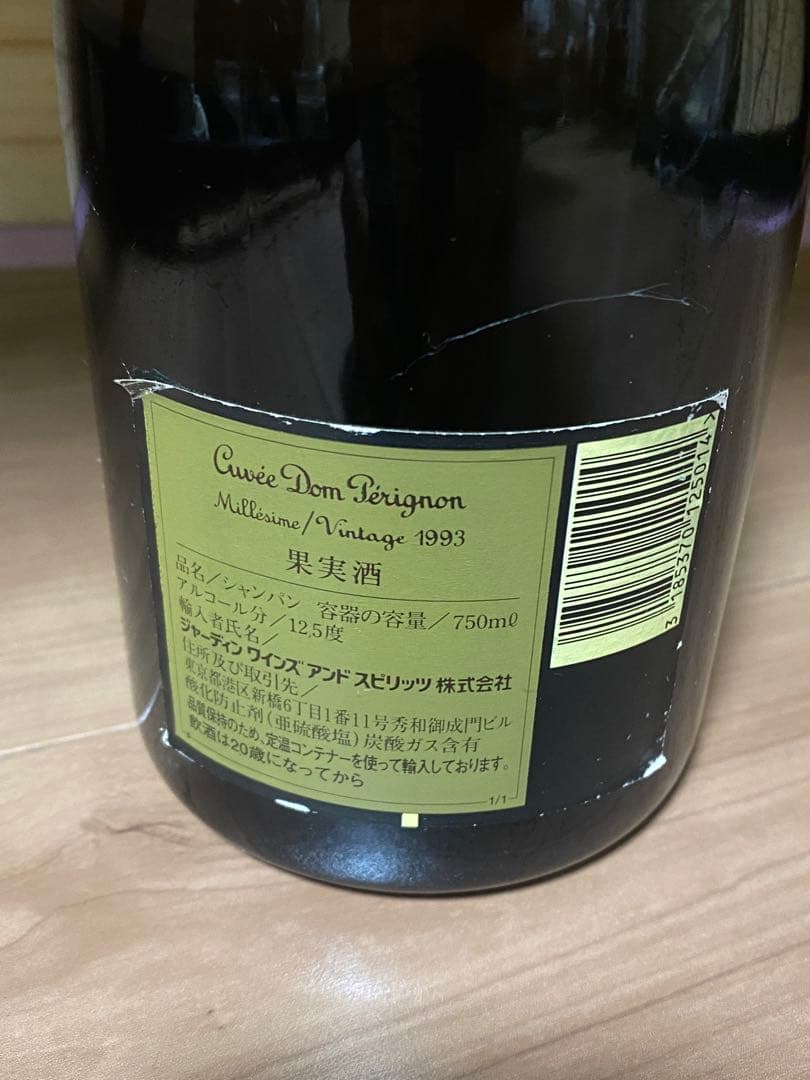 Cuvée Dom Pérignon
Millésime/Vintage 1993
果実酒
品名/シャンパン 容器の容量/750mℓ
アルコール分/12.5度
輸入者氏名/
ジャーディン ワインズ アンド スピリッツ 株式会社
住所及び取引先/
東京都港区新橋6丁目1番11号秀和御成門ビル
酸化防止剤(亜硫酸塩)炭酸ガス含有
品質保持のため、定温コンテナーを使って輸入しております。
飲酒は20歳になってから
1/1
3 185370 125014 >